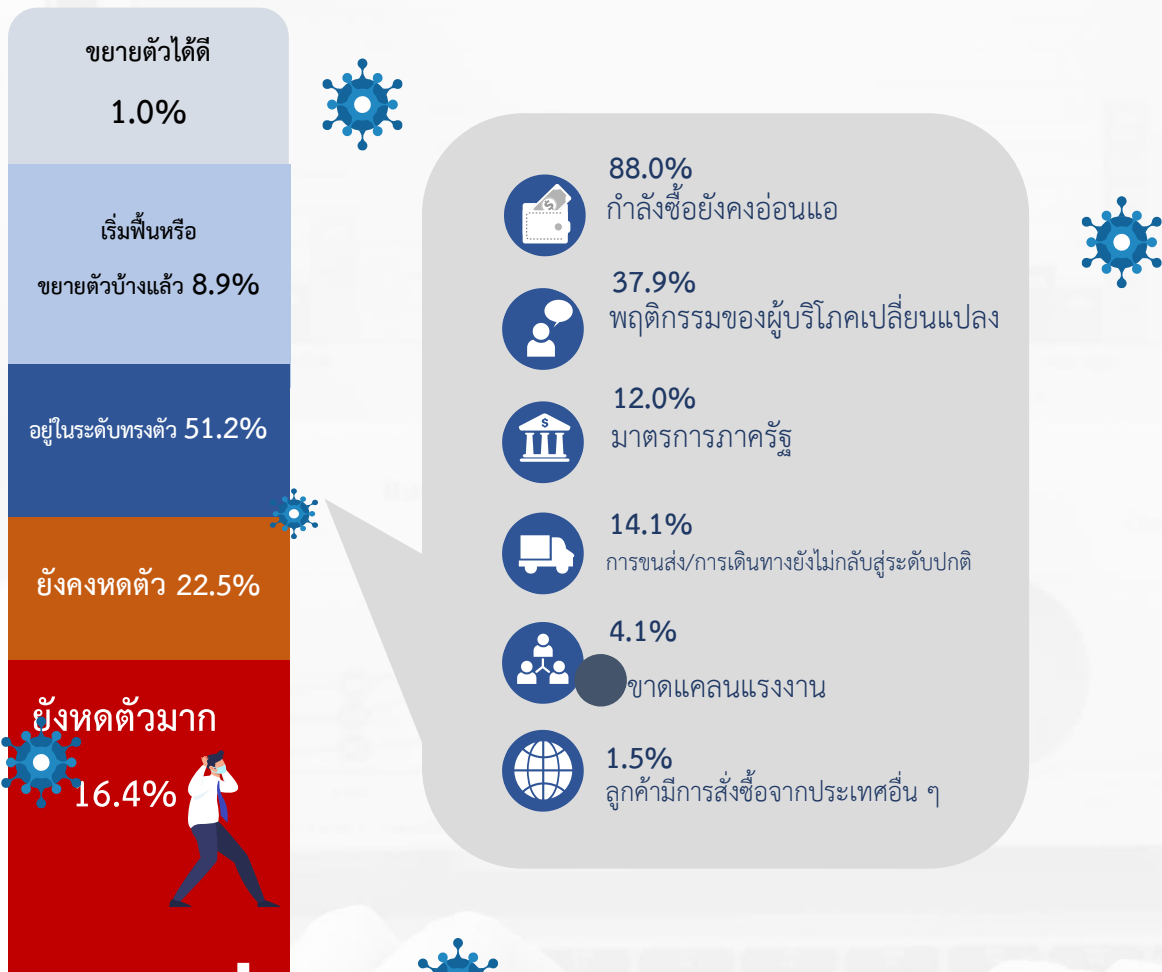 ขยายตัวได้ดี
1.0%
เริ่มฟื้นหรือ
ขยายตัวบ้างแล้ว 8.9%
อยู่ในระดับทรงตัว 51.2%
ยังคงหดตัว 22.5%
ยังหดตัวมาก
16.4%
88.0%
กำลังซื้อยังคงอ่อนแอ
37.9%
พฤติกรรมของผู้บริโภคเปลี่ยนแปลง
12.0%
มาตรการภาครัฐ
14.1%
การขนส่ง/การเดินทางยังไม่กลับสู่ระดับปกติ
4.1%
ขาดแคลนแรงงาน
1.5%
ลูกค้ามีการสั่งซื้อจากประเทศอื่น ๆ